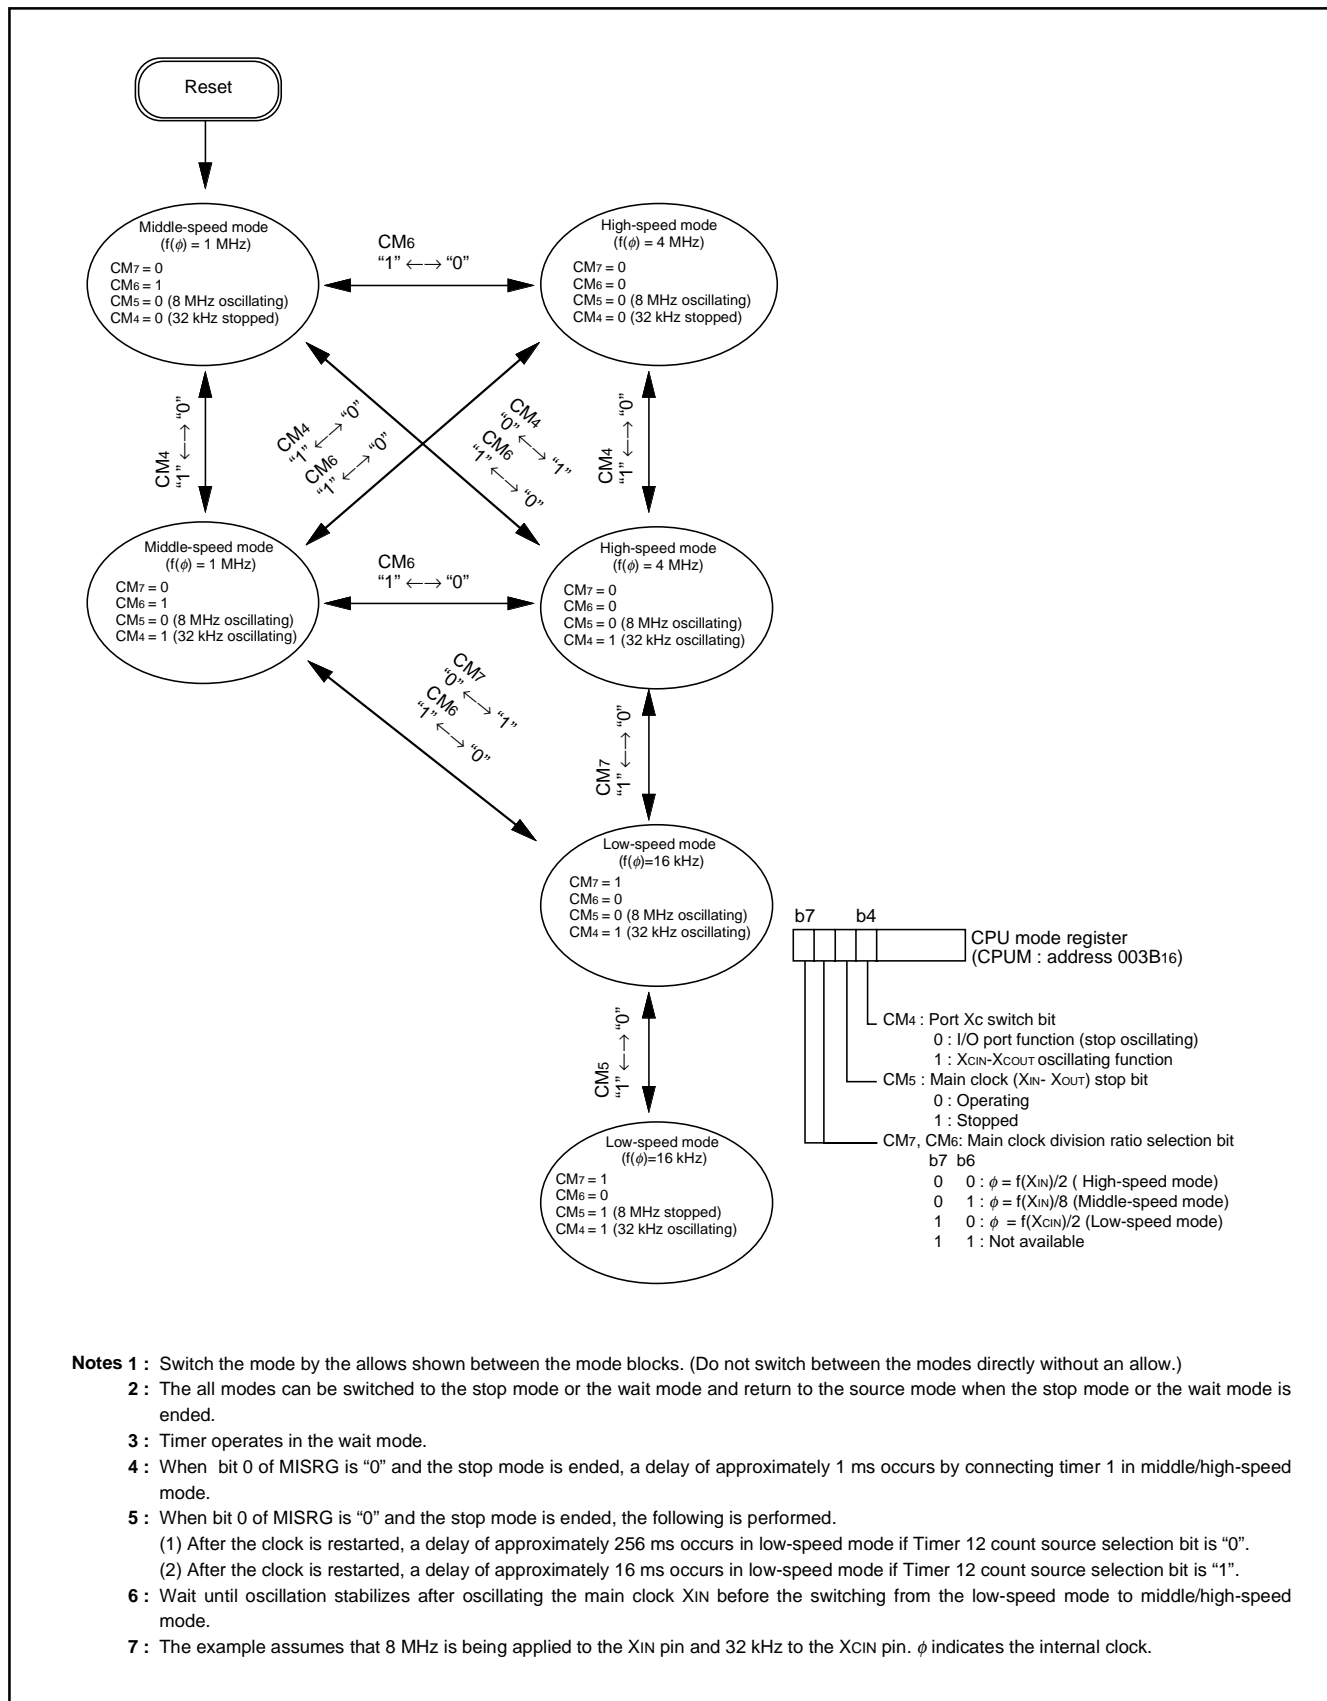 Reset
Middle-speed mode
(f(ϕ) = 1 MHz)
CM7 = 0
CM6 = 1
CM5 = 0 (8 MHz oscillating)
CM4 = 0 (32 kHz stopped)
CM6
“1” ←→ “0”
High-speed mode
(f(ϕ) = 4 MHz)
CM7 = 0
CM6 = 0
CM5 = 0 (8 MHz oscillating)
CM4 = 0 (32 kHz stopped)
CM4
“1” ←→ “0”
CM4
“1” ←→ “0”
CM6
“1” ←→ “0”
CM4
“0” ←→ “1”
CM6
“1” ←→ “0”
CM4
“1” ←→ “0”
Middle-speed mode
(f(ϕ) = 1 MHz)
CM7 = 0
CM6 = 1
CM5 = 0 (8 MHz oscillating)
CM4 = 1 (32 kHz oscillating)
CM6
“1” ←→ “0”
High-speed mode
(f(ϕ) = 4 MHz)
CM7 = 0
CM6 = 0
CM5 = 0 (8 MHz oscillating)
CM4 = 1 (32 kHz oscillating)
CM7
“0” ←→ “1”
CM6
“1” ←→ “0”
CM7
“1” ←→ “0”
Low-speed mode
(f(ϕ)=16 kHz)
CM7 = 1
CM6 = 0
CM5 = 0 (8 MHz oscillating)
CM4 = 1 (32 kHz oscillating)
CM5
“1” ←→ “0”
Low-speed mode
(f(ϕ)=16 kHz)
CM7 = 1
CM6 = 0
CM5 = 1 (8 MHz stopped)
CM4 = 1 (32 kHz oscillating)
b7 b4
CPU mode register
(CPUM : address 003B16)
CM4 : Port Xc switch bit
0 : I/O port function (stop oscillating)
1 : XCIN-XCOUT oscillating function
CM5 : Main clock (XIN- XOUT) stop bit
0 : Operating
1 : Stopped
CM7, CM6: Main clock division ratio selection bit
b7 b6
0 0 : ϕ = f(XIN)/2 ( High-speed mode)
0 1 : ϕ = f(XIN)/8 (Middle-speed mode)
1 0 : ϕ = f(XCIN)/2 (Low-speed mode)
1 1 : Not available
Notes 1 : Switch the mode by the allows shown between the mode blocks. (Do not switch between the modes directly without an allow.)
2 : The all modes can be switched to the stop mode or the wait mode and return to the source mode when the stop mode or the wait mode is
ended.
3 : Timer operates in the wait mode.
4 : When bit 0 of MISRG is “0” and the stop mode is ended, a delay of approximately 1 ms occurs by connecting timer 1 in middle/high-speed
mode.
5 : When bit 0 of MISRG is “0” and the stop mode is ended, the following is performed.
(1) After the clock is restarted, a delay of approximately 256 ms occurs in low-speed mode if Timer 12 count source selection bit is “0”.
(2) After the clock is restarted, a delay of approximately 16 ms occurs in low-speed mode if Timer 12 count source selection bit is “1”.
6 : Wait until oscillation stabilizes after oscillating the main clock XIN before the switching from the low-speed mode to middle/high-speed
mode.
7 : The example assumes that 8 MHz is being applied to the XIN pin and 32 kHz to the XCIN pin. ϕ indicates the internal clock.